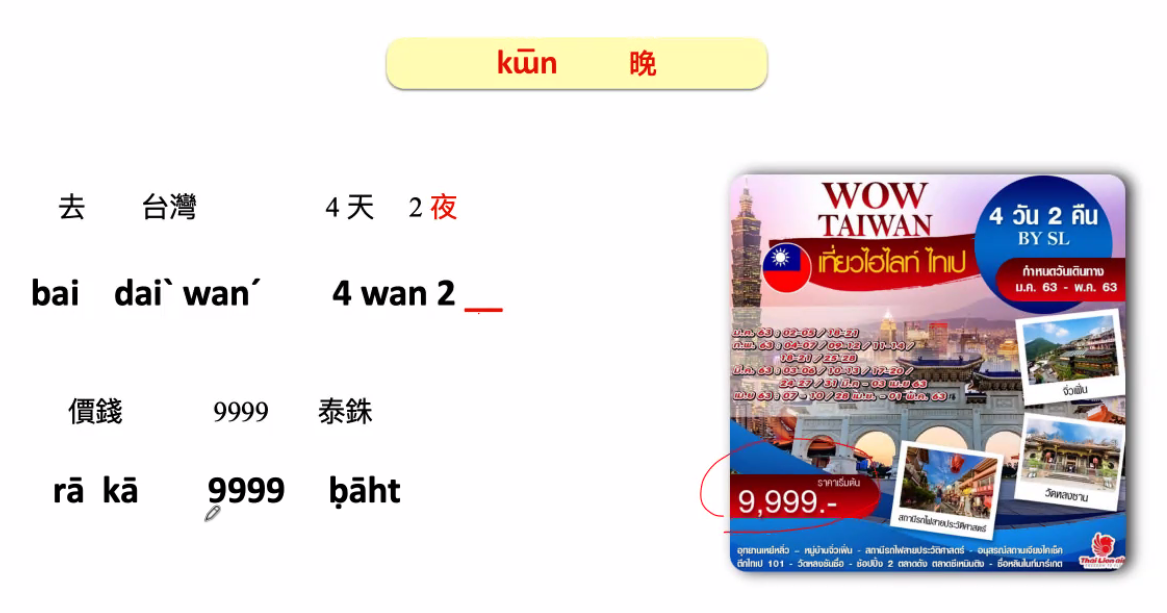 kɯ̄n 晚
去 台灣 4 天 2 夜
bai daiˋ wanˊ 4 wan 2 __
價錢 9999 泰銖
rā kā 9999 ḅāht
WOW
TAIWAN
เที่ยวไฮไลท์ ไทเป
4 วัน 2 คืน
BY SL
กำหนดวันเดินทาง
ม.ค. 63 - พ.ค. 63
ม.ค. 63 : 02-05 / 18-21
ก.พ. 63 : 04-07 / 09-12 / 11-14 /
18-21 / 25-28
มี.ค. 63 : 03-06 / 10-13 / 17-20 /
24-27 / 31 มี.ค - 03 เม.ย 63
เม.ย 63 : 07 - 10 / 28 เม.ย. - 01 พ.ค. 63
จิ่วเฟิ่น
วัดหลงซาน
สถานีรถไฟสายประวัติศาสตร์
ราคาเริ่มต้น
9,999.-
อุทยานเหย่หลิ่ว – หมู่บ้านจิ่วเฟิ่น - สถานีรถไฟสายประวัติศาสตร์ - อนุสรณ์สถานเจียงไคเช็ค
ตึกไทเป 101 - วัดหลงซันซื่อ - ช้อปปิ้ง 2 ตลาดดัง ตลาดซีเหมินติง - ซื่อหลินไนท์มาร์เกต
Thai Lion air